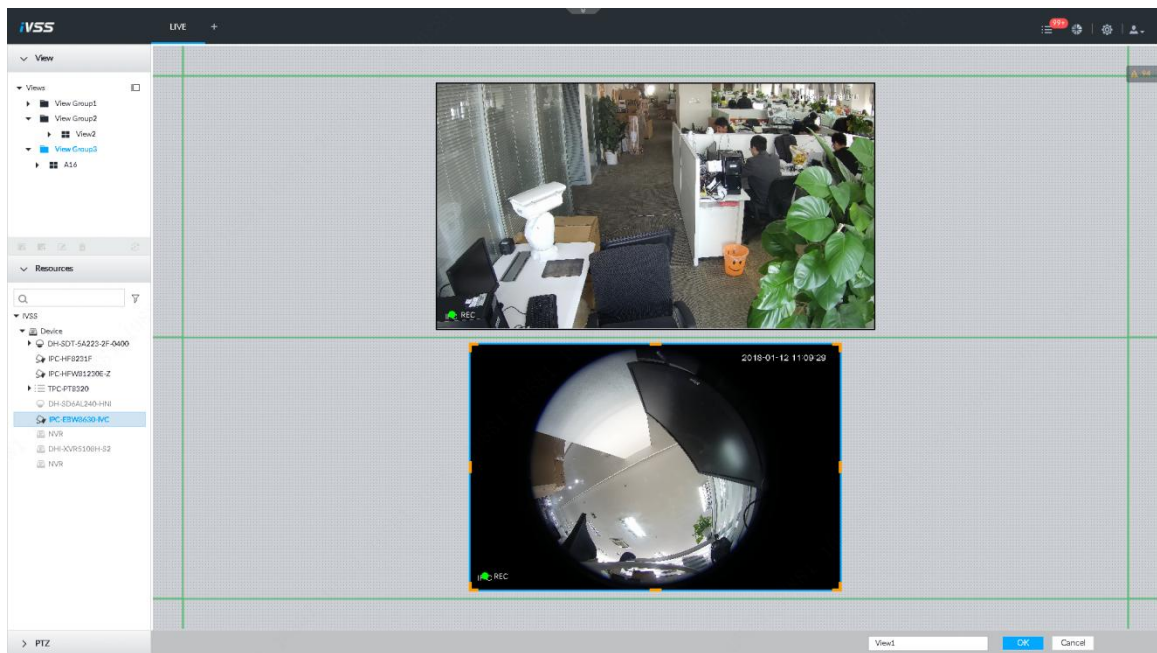 iVSS
LIVE +
99+
View
Views
View Group1
View Group2
View2
View Group3
A16
Resources
IVSS
Device
DH-SDT-5A223-2F-0400
IPC-HF8231F
IPC-HFW81230E-Z
TPC-PT8320
DH-SD6AL240-HNI
IPC-EBW8630-IVC
NVR
DHI-XVR5108H-S2
NVR
REC
2018-01-12 11:09:29
REC
PTZ
View1
OK
Cancel